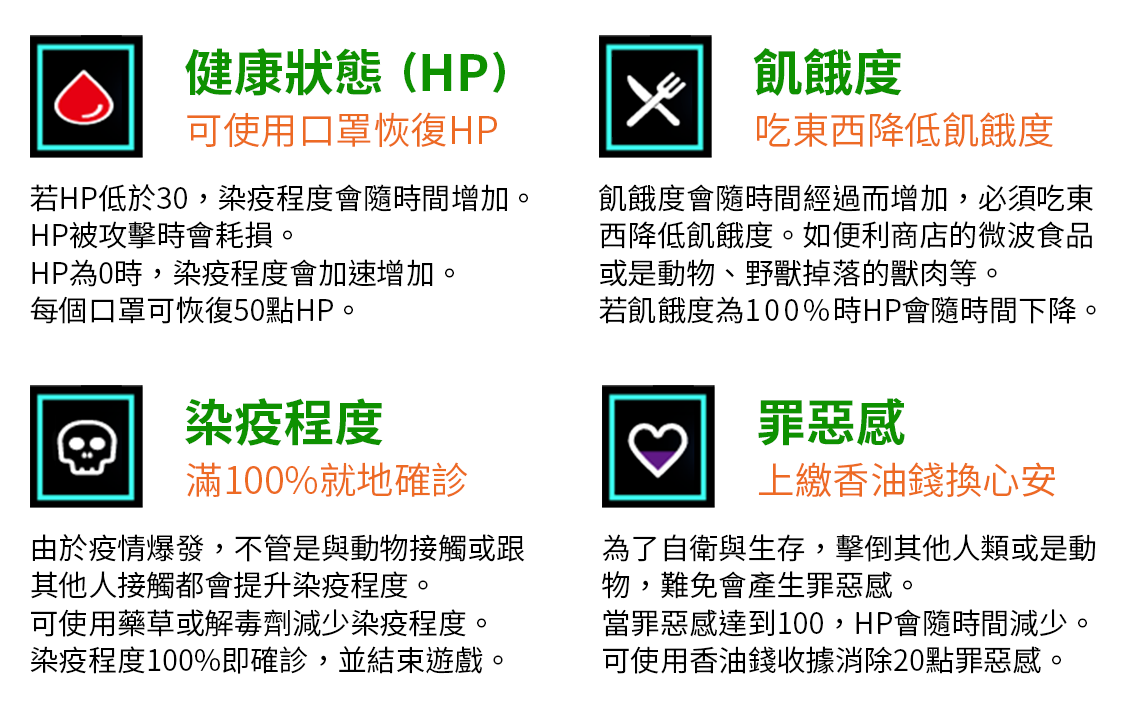 健康狀態 (HP)
可使用口罩恢復HP
若HP低於30，染疫程度會隨時間增加。
HP被攻擊時會耗損。
HP為0時，染疫程度會加速增加。
每個口罩可恢復50點HP。
飢餓度
吃東西降低飢餓度
飢餓度會隨時間經過而增加，必須吃東
西降低飢餓度。如便利商店的微波食品
或是動物、野獸掉落的獸肉等。
若飢餓度為100%時HP會隨時間下降。
染疫程度
滿100%就地確診
由於疫情爆發，不管是與動物接觸或跟
其他人接觸都會提升染疫程度。
可使用藥草或解毒劑減少染疫程度。
染疫程度100%即確診，並結束遊戲。
罪惡感
上繳香油錢換心安
為了自衛與生存，擊倒其他人類或是動
物，難免會產生罪惡感。
當罪惡感達到100，HP會隨時間減少。
可使用香油錢收據消除20點罪惡感。